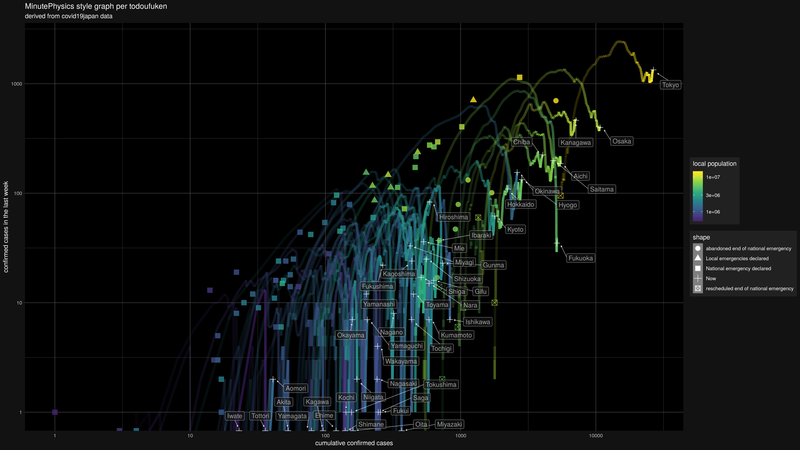 MinutePhysics style graph per todoufuken
derived from covid19japan data
confirmed cases in the last week
1000
100
10
1
Tokyo
Osaka
Kanagawa
Chiba
Aichi
Saitama
Okinawa
Hokkaido
Hyogo
Kyoto
Fukuoka
Hiroshima
Ibaraki
Mie
Miyagi
Gunma
Kagoshima
Shizuoka
Fukushima
Shiga
Gifu
Yamanashi
Toyama
Nara
Ishikawa
Okayama
Nagano
Kumamoto
Yamaguchi
Tochigi
Wakayama
Nagasaki
Tokushima
Aomori
Kochi
Niigata
Saga
Akita
Kagawa
Fukui
Iwate
Tottori
Yamagata
Ehime
Shimane
Oita
Miyazaki
1
10
100
1000
10000
cumulative confirmed cases
local population
1e+07
3e+06
1e+06
shape
abandoned end of national emergency
Local emergencies declared
National emergency declared
Now
rescheduled end of national emergency